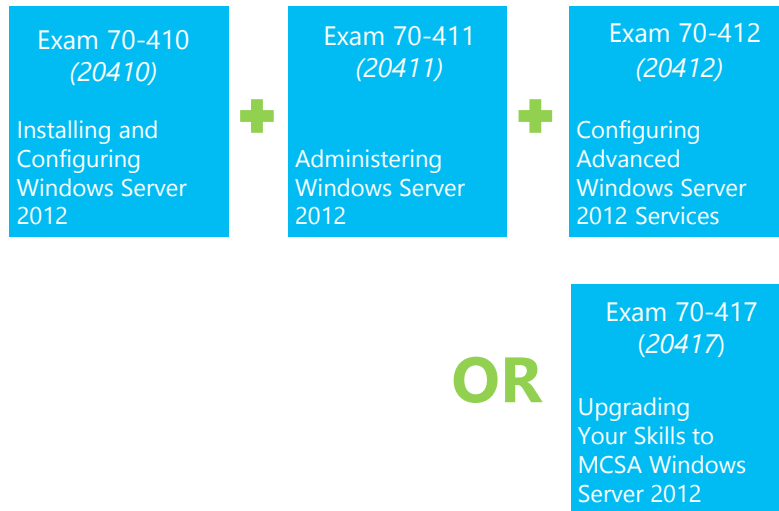 Exam 70-410
(20410)
Installing and
Configuring
Windows Server
2012
Exam 70-411
(20411)
Administering
Windows Server
2012
Exam 70-412
(20412)
Configuring
Advanced
Windows Server
2012 Services
OR
Exam 70-417
(20417)
Upgrading
Your Skills to
MCSA Windows
Server 2012